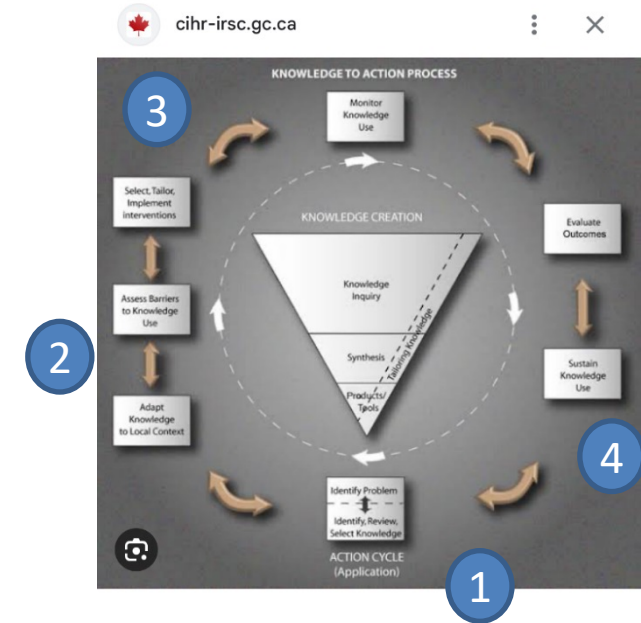 cihr-irsc.gc.ca
KNOWLEDGE TO ACTION PROCESS
3
Monitor
Knowledge
Use
Select, Tailor,
Implement
Interventions
KNOWLEDGE CREATION
Evaluate
Outcomes
Knowledge
Inquiry
Assess Barriers
to Knowledge
Use
Tailoring Knowledge
Synthesis
2
Sustain
Knowledge
Use
Products/
Tools
Adapt
Knowledge
to Local Context
4
Identify Problem
Identify, Review,
Select Knowledge
ACTION CYCLE
(Application)
1